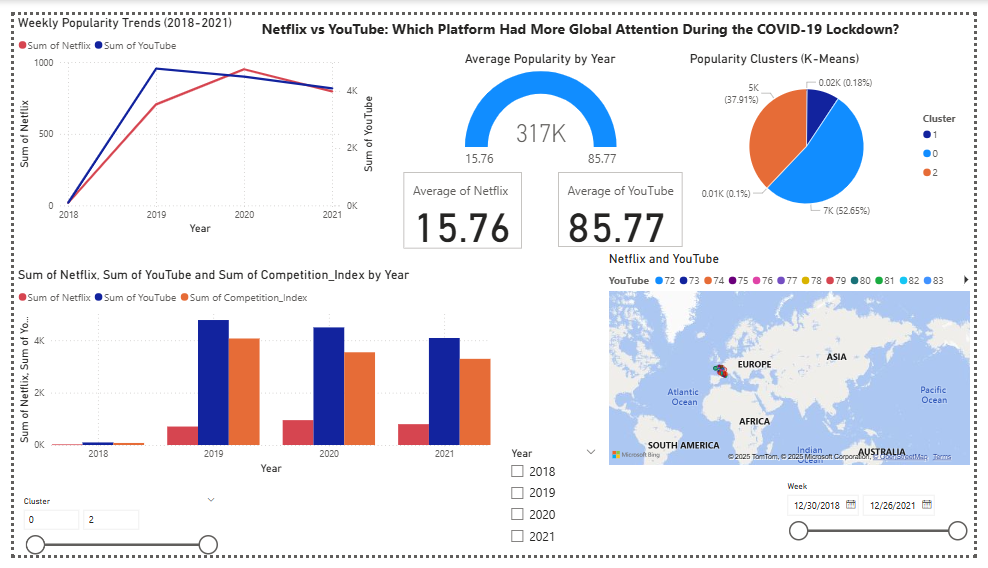 Netflix vs YouTube: Which Platform Had More Global Attention During the COVID-19 Lockdown?
Weekly Popularity Trends (2018-2021)
Sum of Netflix Sum of YouTube
1000
500
0
Sum of Netflix
4K
2K
0K
Sum of YouTube
2018 2019 2020 2021
Year
Average Popularity by Year
317K
15.76 85.77
Average of Netflix
15.76
Average of YouTube
85.77
Popularity Clusters (K-Means)
0.02K (0.18%)
5K
(37.91%)
0.01K (0.1%)
7K (52.65%)
Cluster
1
0
2
Sum of Netflix, Sum of YouTube and Sum of Competition_Index by Year
Sum of Netflix Sum of YouTube Sum of Competition_Index
Sum of Netflix, Sum of YouTube and Sum of Yo...
4K
2K
0K
2018 2019 2020 2021
Year
Netflix and YouTube
YouTube 72 73 74 75 76 77 78 79 80 81 82 83
EUROPE
ASIA
Atlantic
Ocean
Pacific
Ocean
AFRICA
SOUTH AMERICA
Indian
Ocean
AUSTRALIA
Microsoft Bing
© 2025 TomTom, © 2025 Microsoft Corporation, © OpenStreetMap Terms
Year
2018
2019
2020
2021
Cluster
0 2
Week
12/30/2018 12/26/2021